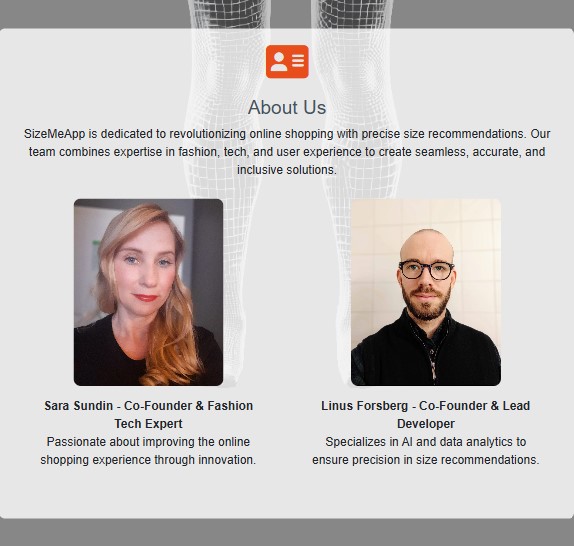 About Us
SizeMeApp is dedicated to revolutionizing online shopping with precise size recommendations. Our
team combines expertise in fashion, tech, and user experience to create seamless, accurate, and
inclusive solutions.
Sara Sundin - Co-Founder & Fashion
Tech Expert
Passionate about improving the online
shopping experience through innovation.
Linus Forsberg - Co-Founder & Lead
Developer
Specializes in AI and data analytics to
ensure precision in size recommendations.